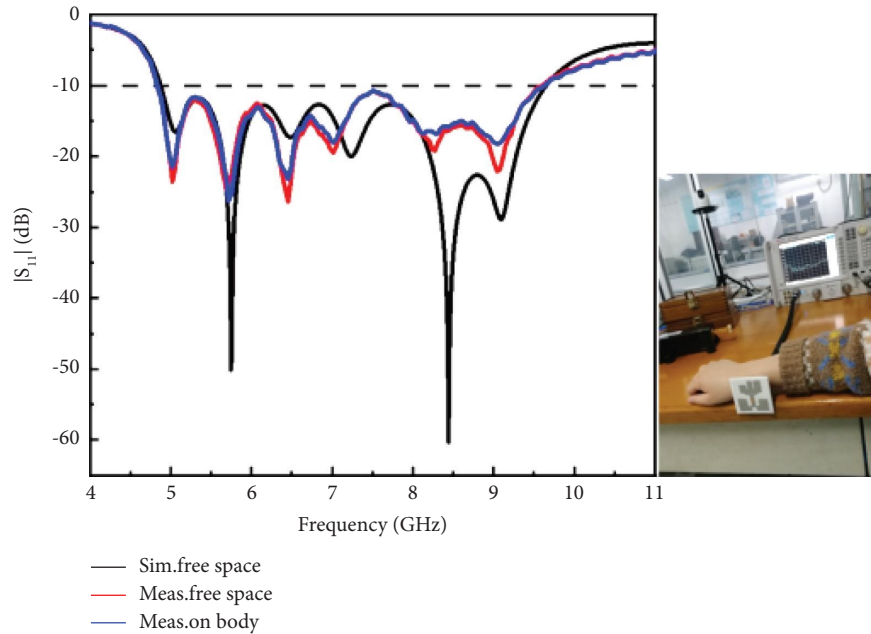 0
-10
-20
-30
-40
-50
-60
|S11| (dB)
4 5 6 7 8 9 10 11
Frequency (GHz)
Sim.free space
Meas.free space
Meas.on body